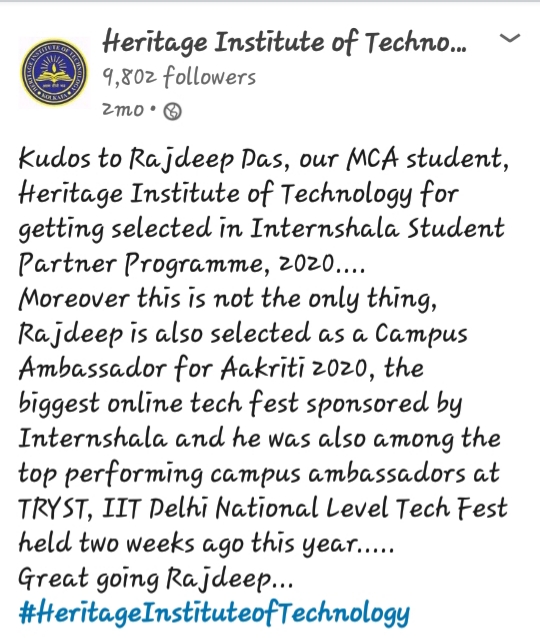 Heritage Institute of Techno...
9,802 followers
2mo •
Kudos to Rajdeep Das, our MCA student,
Heritage Institute of Technology for
getting selected in Internshala Student
Partner Programme, 2020....
Moreover this is not the only thing,
Rajdeep is also selected as a Campus
Ambassador for Aakriti 2020, the
biggest online tech fest sponsored by
Internshala and he was also among the
top performing campus ambassadors at
TRYST, IIT Delhi National Level Tech Fest
held two weeks ago this year.....
Great going Rajdeep...
#HeritageInstituteofTechnology